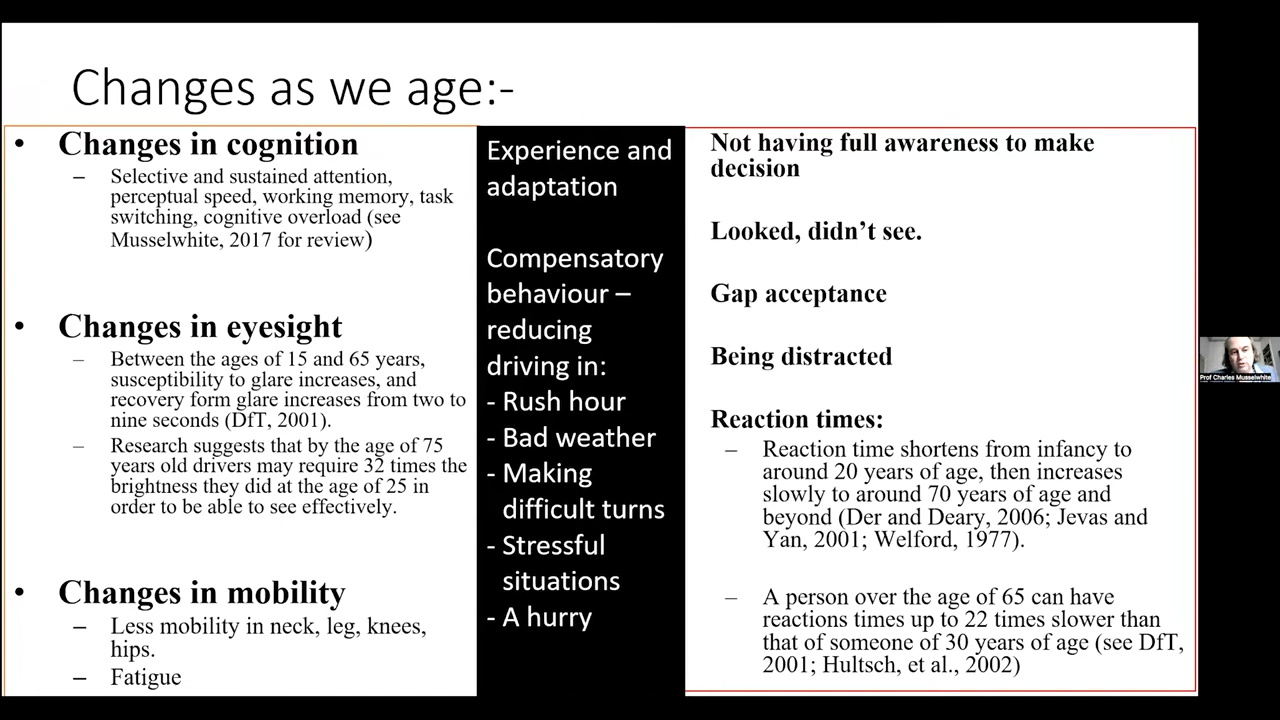 Changes as we age:-
• Changes in cognition
– Selective and sustained attention,
perceptual speed, working memory, task
switching, cognitive overload (see
Musselwhite, 2017 for review)
• Changes in eyesight
– Between the ages of 15 and 65 years,
susceptibility to glare increases, and
recovery form glare increases from two to
nine seconds (DfT, 2001).
– Research suggests that by the age of 75
years old drivers may require 32 times the
brightness they did at the age of 25 in
order to be able to see effectively.
• Changes in mobility
– Less mobility in neck, leg, knees,
hips.
– Fatigue
Experience and
adaptation
Compensatory
behaviour –
reducing
driving in:
- Rush hour
- Bad weather
- Making
difficult turns
- Stressful
situations
- A hurry
Not having full awareness to make
decision
Looked, didn’t see.
Gap acceptance
Being distracted
Reaction times:
– Reaction time shortens from infancy to
around 20 years of age, then increases
slowly to around 70 years of age and
beyond (Der and Deary, 2006; Jevas and
Yan, 2001; Welford, 1977).
– A person over the age of 65 can have
reactions times up to 22 times slower than
that of someone of 30 years of age (see DfT,
2001; Hultsch, et al., 2002)
Prof Charles Musselwhite